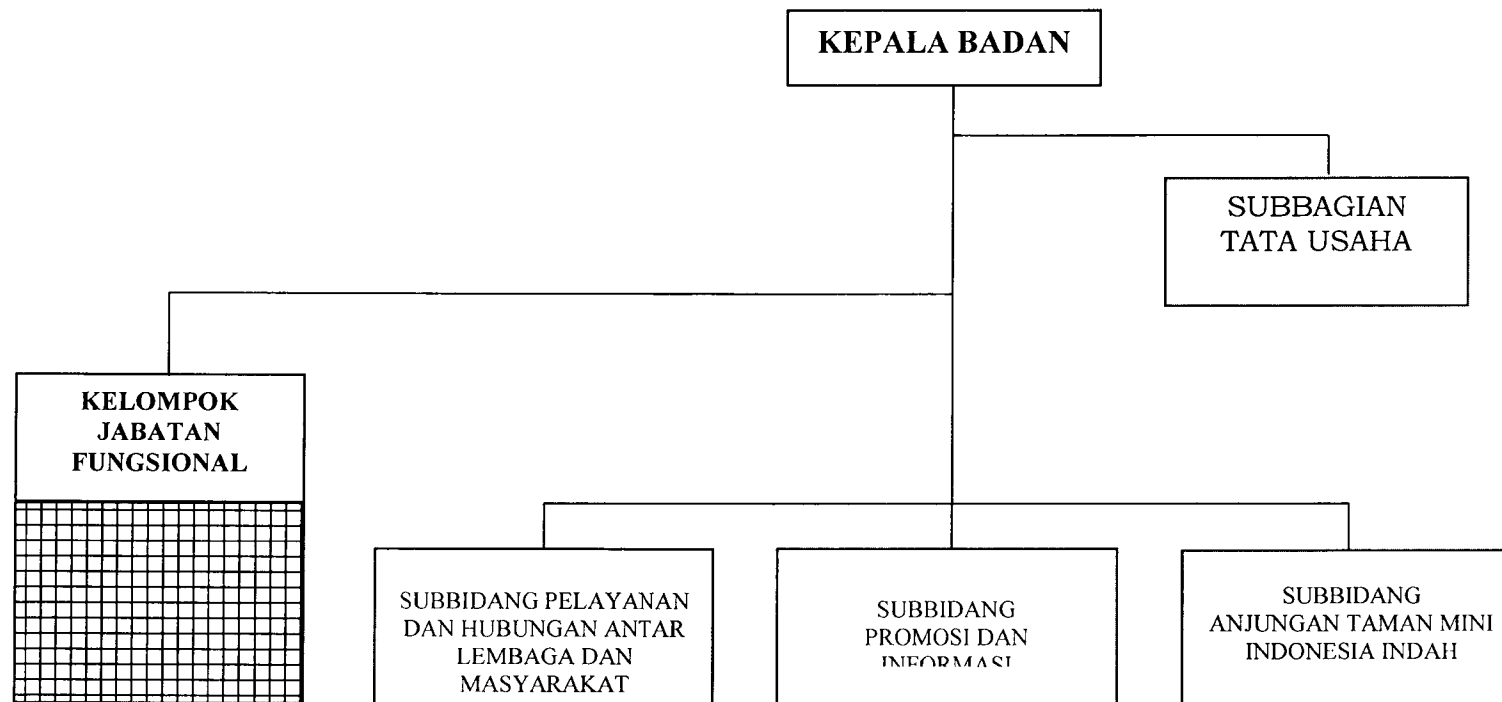 KEPALA BADAN
SUBBAGIAN
TATA USAHA
KELOMPOK
JABATAN
FUNGSIONAL
SUBBIDANG PELAYANAN
DAN HUBUNGAN ANTAR
LEMBAGA DAN
MASYARAKAT
SUBBIDANG
PROMOSI DAN
INFORMASI
SUBBIDANG
ANJUNGAN TAMAN MINI
INDONESIA INDAH